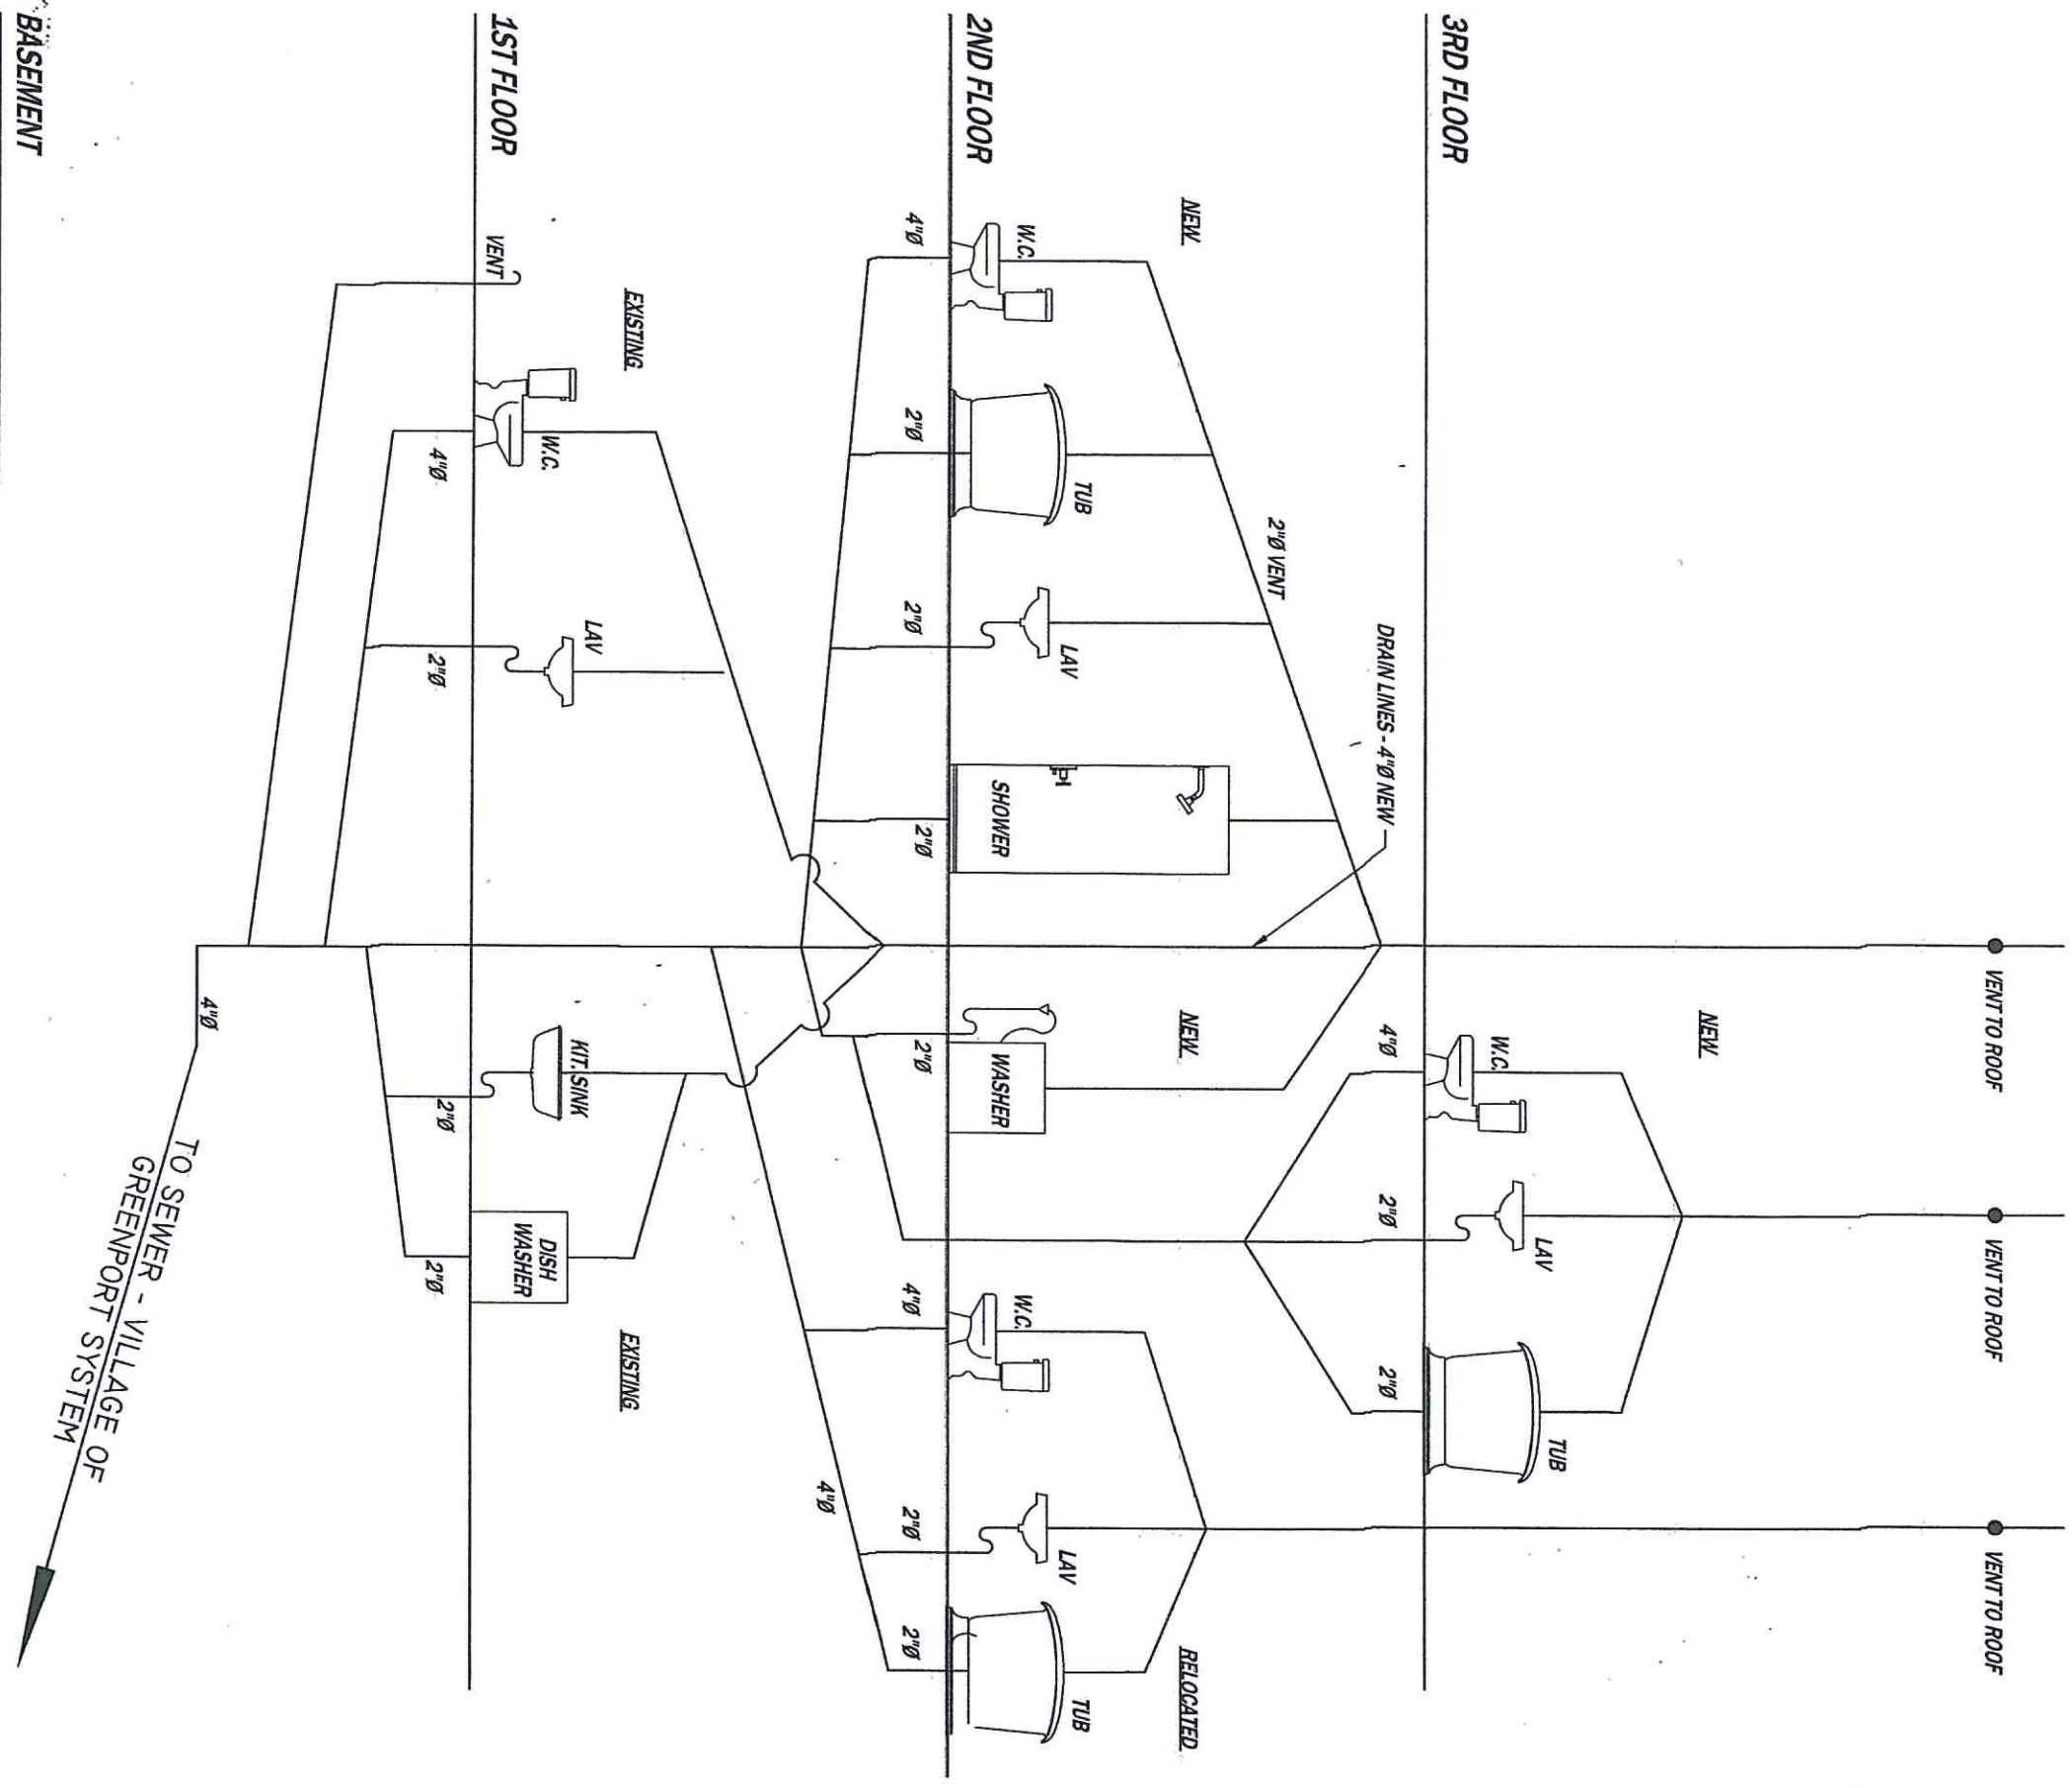 VENT TO ROOF
VENT TO ROOF
VENT TO ROOF
3RD FLOOR
NEW
W.C.
LAV
TUB
4"Ø
2"Ø
2"Ø
DRAIN LINES - 4"Ø NEW
2"Ø VENT
2ND FLOOR
NEW
W.C.
TUB
LAV
SHOWER
4"Ø
2"Ø
2"Ø
2"Ø
NEW
WASHER
2"Ø
RELOCATED
W.C.
LAV
TUB
4"Ø
2"Ø
2"Ø
4"Ø
1ST FLOOR
EXISTING
VENT
W.C.
LAV
4"Ø
2"Ø
EXISTING
KIT. SINK
DISH
WASHER
2"Ø
2"Ø
BASEMENT
4"Ø
TO SEWER - VILLAGE OF
GREENPORT SYSTEM